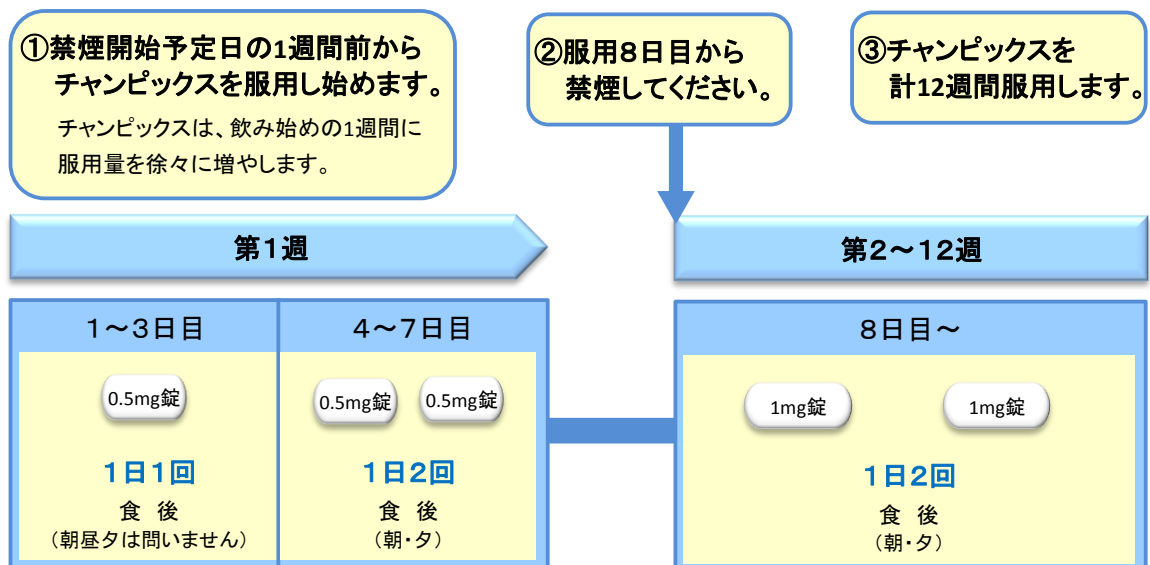 ①禁煙開始予定日の1週間前から
チャンピックスを服用し始めます。
チャンピックスは、飲み始めの1週間に
服用量を徐々に増やします。
②服用８日目から
禁煙してください。
③チャンピックスを
計12週間服用します。
第１週
第２～１２週
１～３日目
４～７日目
８日目～
0.5mg錠
0.5mg錠
0.5mg錠
1mg錠
1mg錠
１日１回
食 後
（朝昼夕は問いません）
１日２回
食 後
（朝・夕）
１日２回
食 後
（朝・夕）